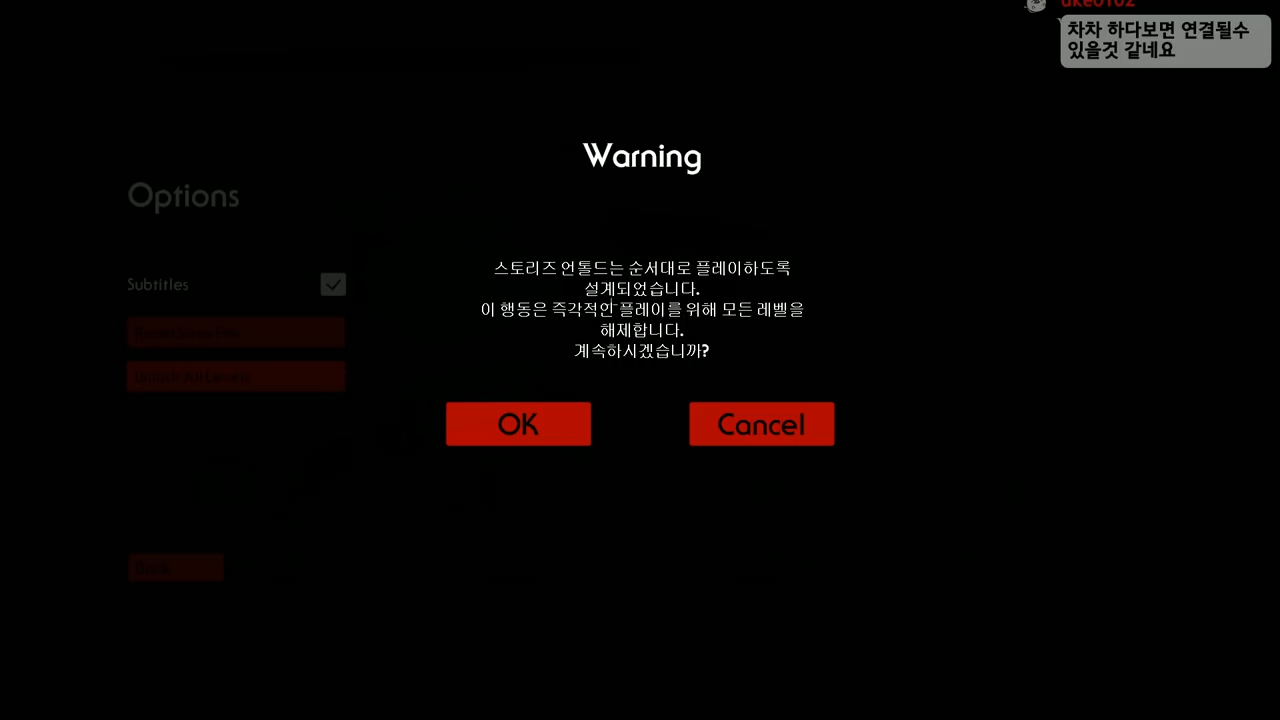 차차 하다보면 연결될수
있을것 같네요
Warning
Options
스토리즈 언톨드는 순서대로 플레이하도록
설계되었습니다.
Subtitles
이 행동은 즉각적인 플레이를 위해 모든 레벨을
해제합니다.
계속하시겠습니까?
Unlock All Levels
OK
Cancel
Back